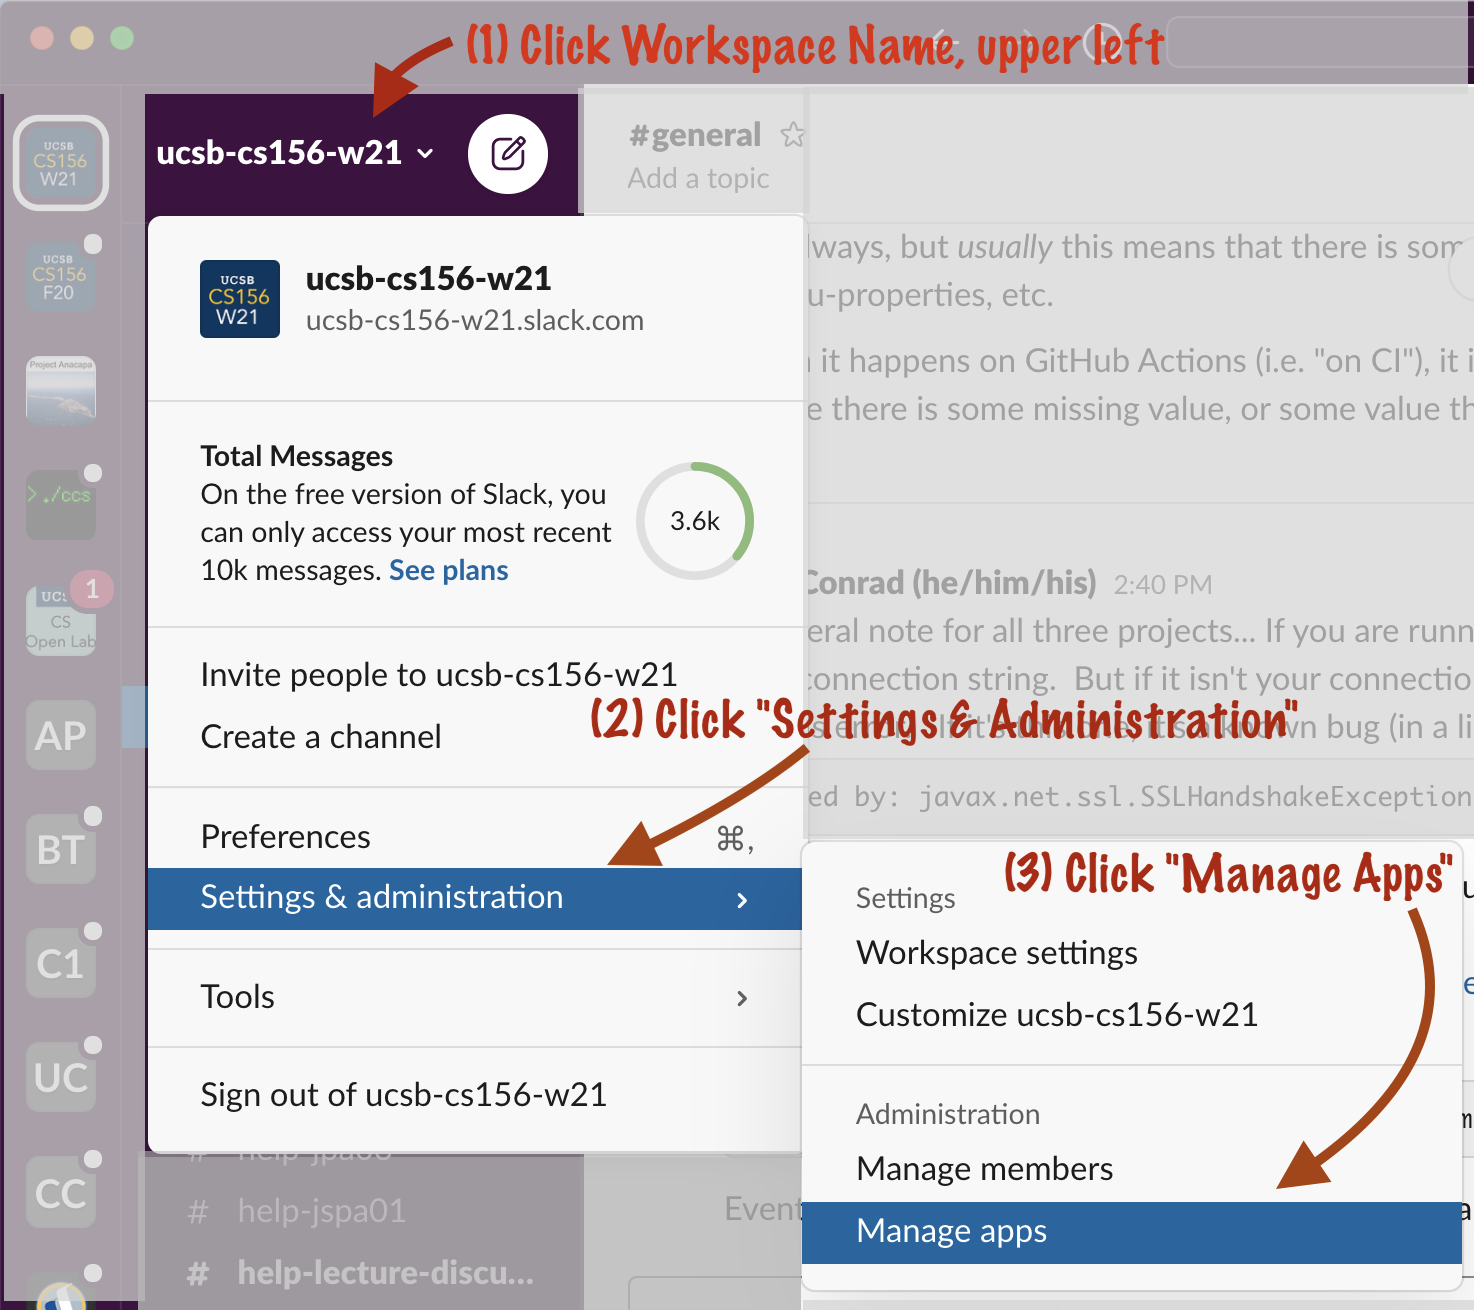 (1) Click Workspace Name, upper left
UCSB
CS156
W21
UCSB
CS156
F20
Project Anacapa
>./ccs
1
UCS
CS
Open Lab
AP
BT
C1
UC
CC
ucsb-cs156-w21
#general
Add a topic
ucsb-cs156-w21
UCSB
CS156
W21
ucsb-cs156-w21.slack.com
Total Messages
On the free version of Slack, you
can only access your most recent
10k messages. See plans
3.6k
Invite people to ucsb-cs156-w21
Create a channel
(2) Click "Settings & Administration"
Preferences
⌘,
Settings & administration
Tools
Sign out of ucsb-cs156-w21
# help-jpa00
# help-jspa01
# help-lecture-discu...
lways, but usually this means that there is som
u-properties, etc.
it happens on GitHub Actions (i.e. "on CI"), it i
e there is some missing value, or some value th
Conrad (he/him/his) 2:40 PM
eral note for all three projects... If you are runn
connection string. But if it isn't your connectio
known bug (in a li
ed by: javax.net.ssl.SSLHandshakeException
(3) Click "Manage Apps"
Settings
Workspace settings
Customize ucsb-cs156-w21
Administration
Manage members
Manage apps
Event